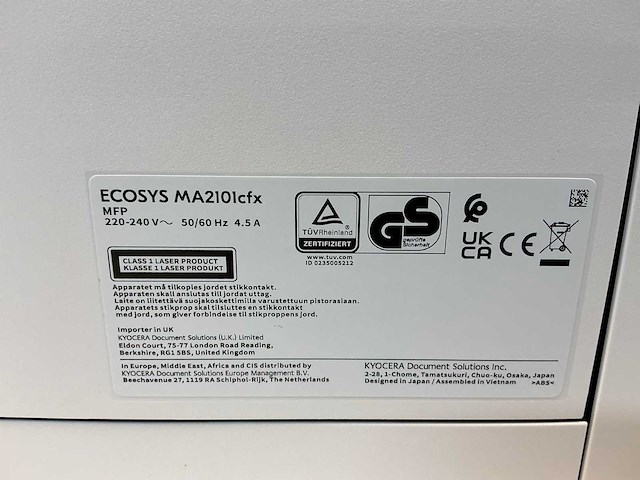 ECOSYS MA2101cfx
MFP
220-240 V~ 50/60 Hz 4.5 A
CLASS 1 LASER PRODUCT
KLASSE 1 LASER PRODUKT
TÜVRheinland
ZERTIFIZIERT
www.tuv.com
ID 0235005212
GS
geprüfte
Sicherheit
UK
CA
CE
Apparatet må tilkoples jordet stikkontakt.
Apparaten skall anslutas till jordat uttag.
Laite on liitettävä suojakoskettimilla varustettuun pistorasiaan.
Apparatets stikprop skal tilsluttes en stikkontakt
med jord, som giver forbindelse til stikproppens jord.
Importer in UK
KYOCERA Document Solutions (U.K.) Limited
Eldon Court, 75-77 London Road Reading,
Berkshire, RG1 5BS, United Kingdom
In Europe, Middle East, Africa and CIS distributed by
KYOCERA Document Solutions Europe Management B.V.
Beechavenue 27, 1119 RA Schiphol-Rijk, The Netherlands
KYOCERA Document Solutions Inc.
2-28, 1-Chome, Tamatsukuri, Chuo-ku, Osaka, Japan
Designed in Japan / Assembled in Vietnam >ABS<